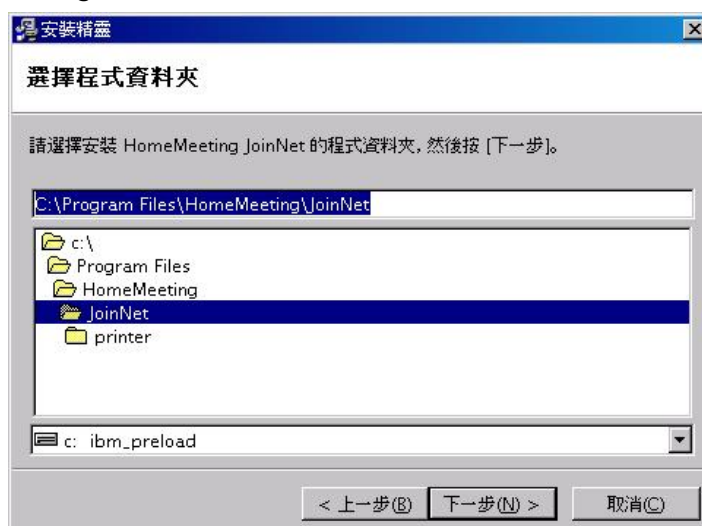 安裝精靈
選擇程式資料夾
請選擇安裝 HomeMeeting JoinNet 的程式資料夾, 然後按 [下一步]。
C:\Program Files\HomeMeeting\JoinNet
c:\
Program Files
HomeMeeting
JoinNet
printer
c: ibm_preload
< 上一步(B) 下一步(N) > 取消(C)